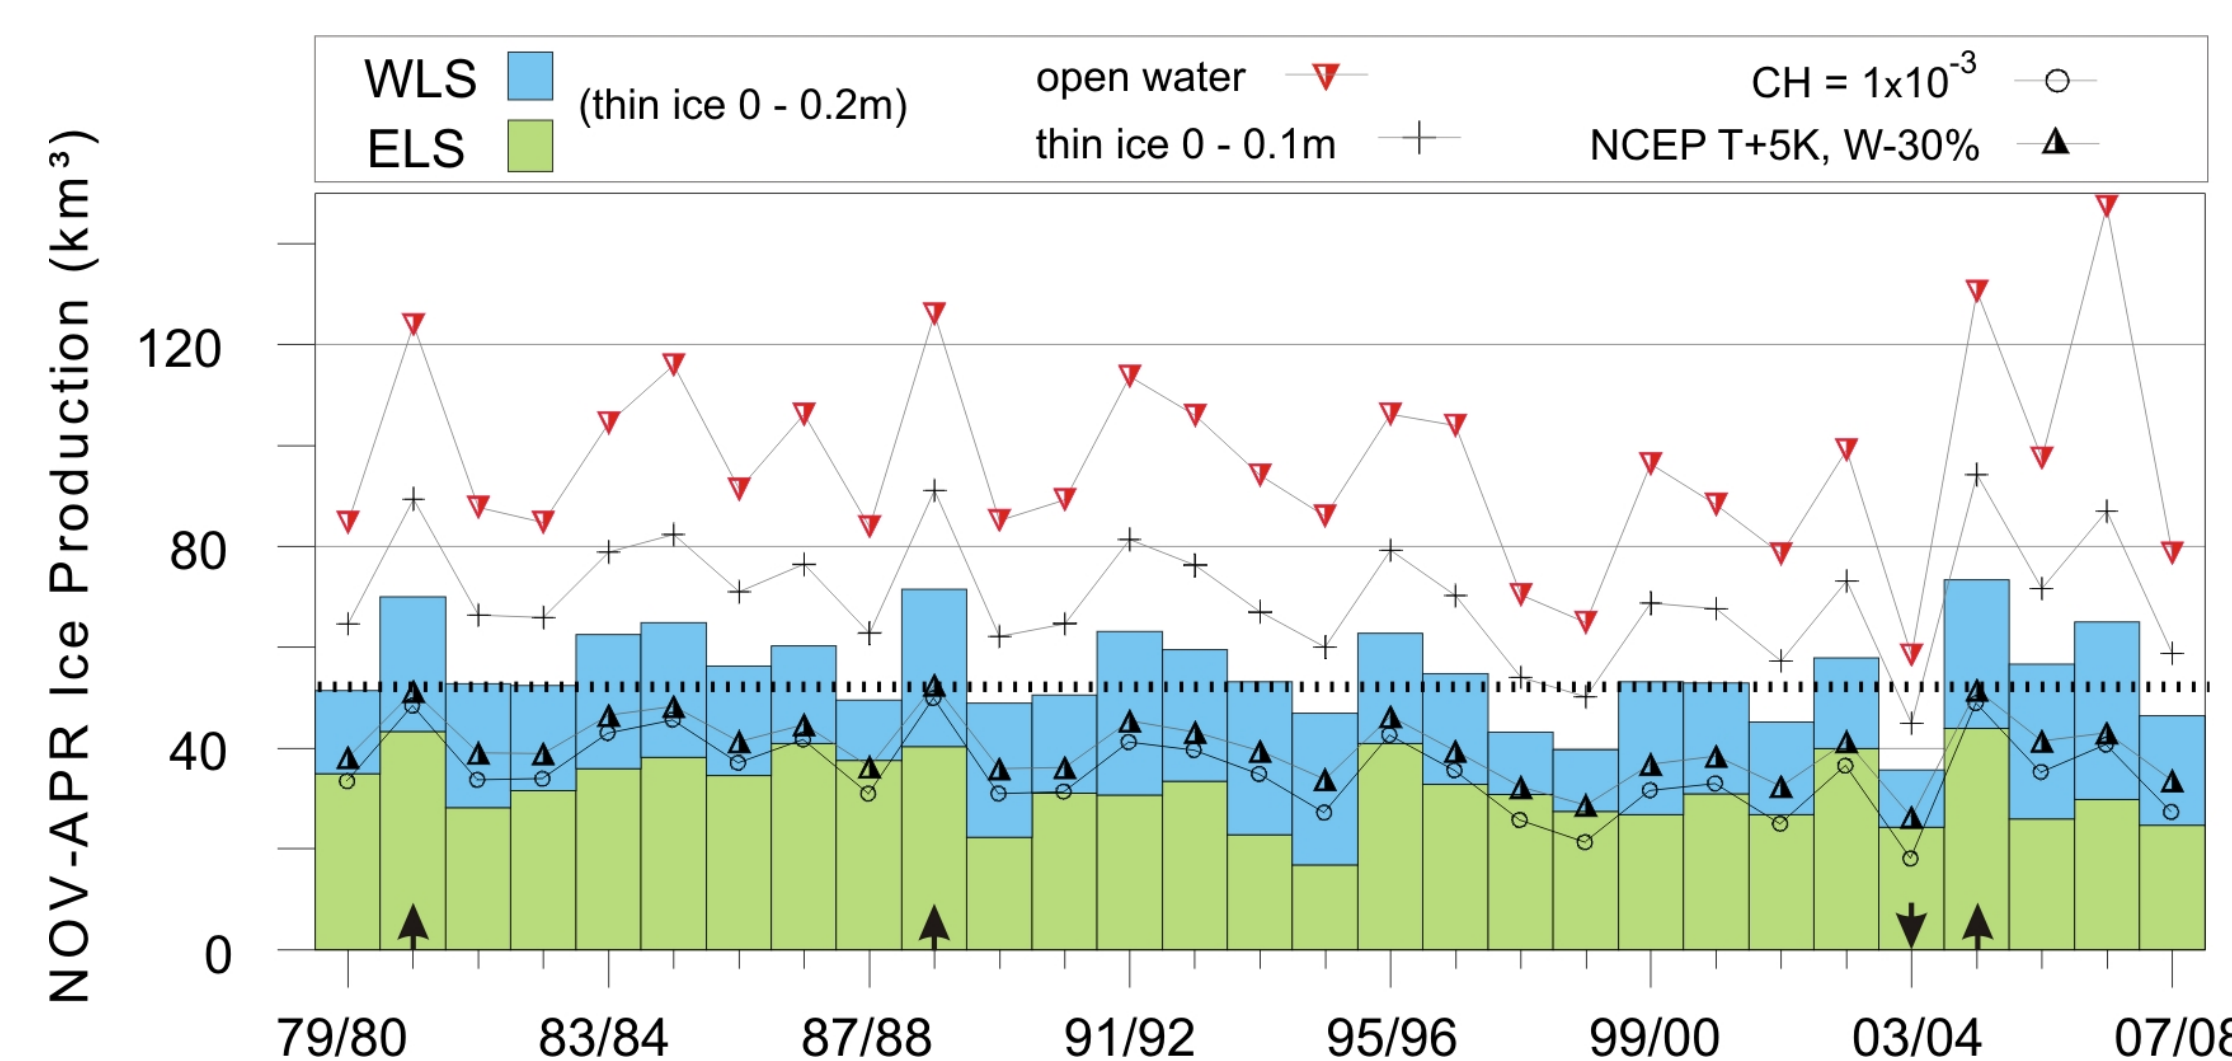 WLS
ELS
(thin ice 0 - 0.2m)
open water
thin ice 0 - 0.1m
CH = 1x10⁻³
NCEP T+5K, W-30%
NOV-APR Ice Production (km³)
120
80
40
0
79/80 83/84 87/88 91/92 95/96 99/00 03/04 07/08